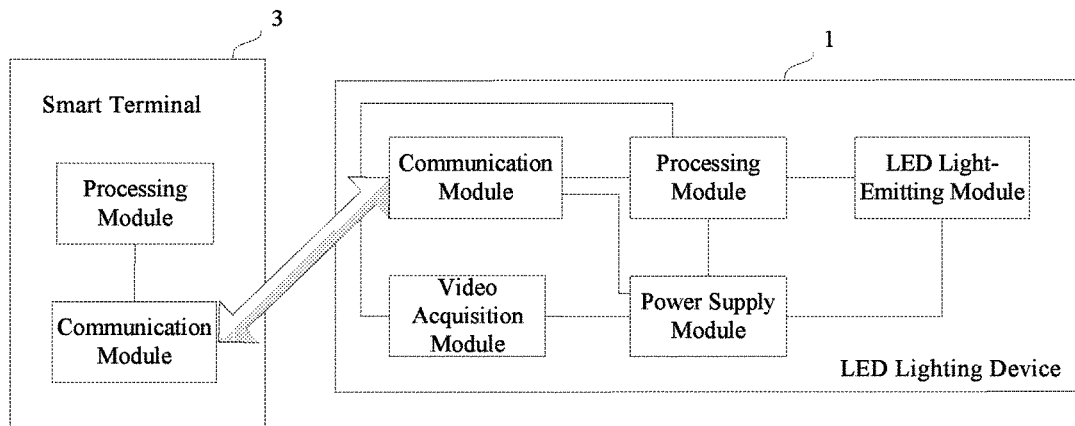 3
1
Smart Terminal
Processing
Module
Communication
Module
Communication
Module
Processing
Module
LED Light-
Emitting Module
Video
Acquisition
Module
Power Supply
Module
LED Lighting Device